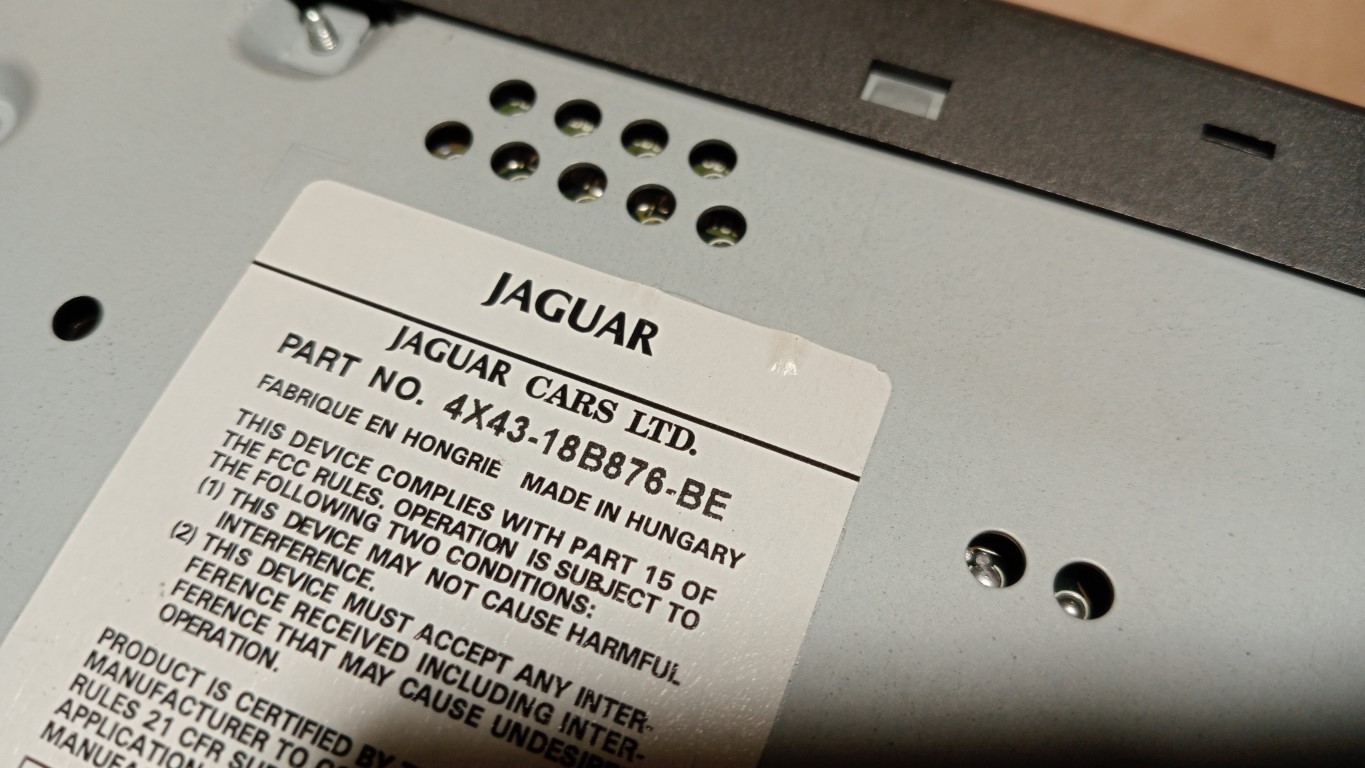 JAGUAR
JAGUAR CARS LTD.
PART NO. 4X43-18B876-BE
FABRIQUE EN HONGRIE MADE IN HUNGARY
THIS DEVICE COMPLIES WITH PART 15 OF
THE FCC RULES. OPERATION IS SUBJECT TO
THE FOLLOWING TWO CONDITIONS:
(1) THIS DEVICE MAY NOT CAUSE HARMFUL
INTERFERENCE.
(2) THIS DEVICE MUST ACCEPT ANY INTER-
FERENCE RECEIVED INCLUDING INTER-
FERENCE THAT MAY CAUSE
OPERATION.
PRODUCT IS CERTIFIED BY
MANUFACTURER TO
RULES 21 CFR
APPLICATION